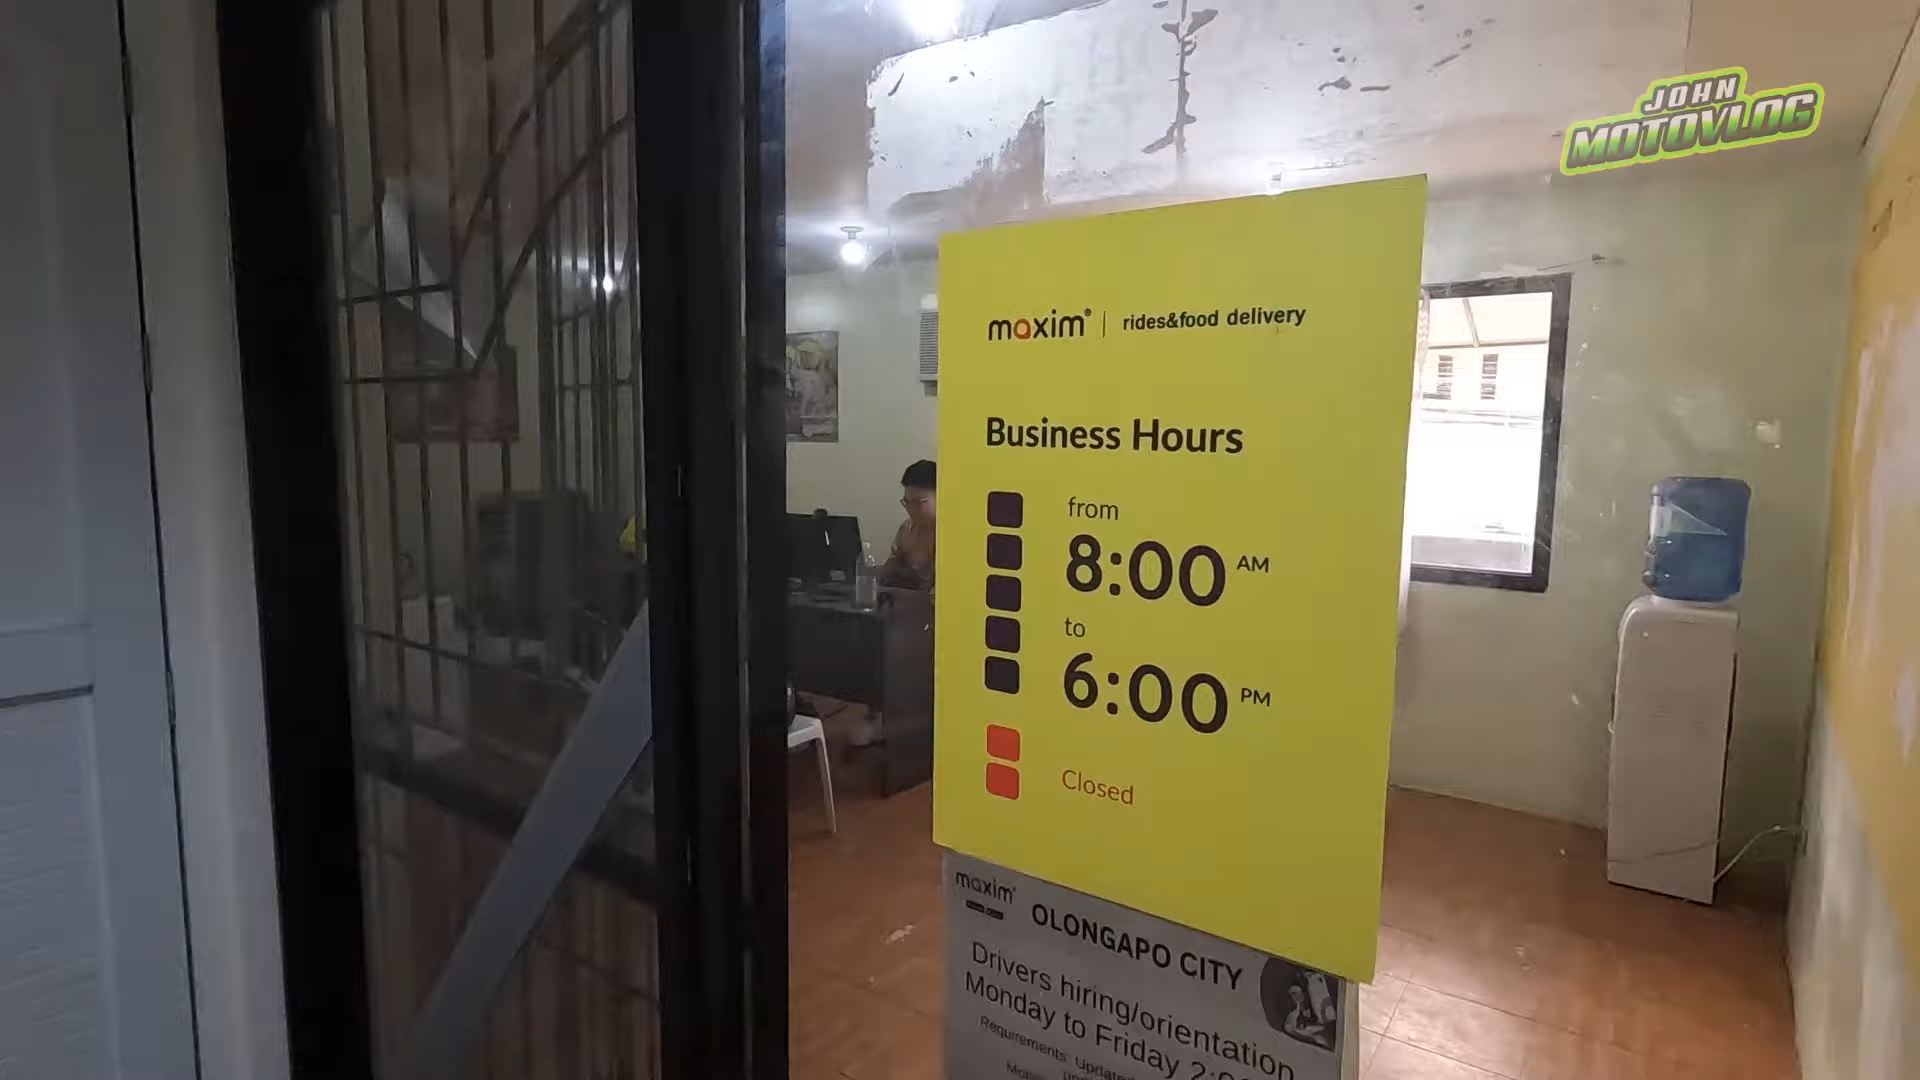 JOHN
MOTOVLOG
maxim | rides&food delivery
Business Hours
from
8:00 AM
to
6:00 PM
Closed
maxim
OLONGAPO CITY
Drivers hiring/orientation
Monday to Friday
Requirements: